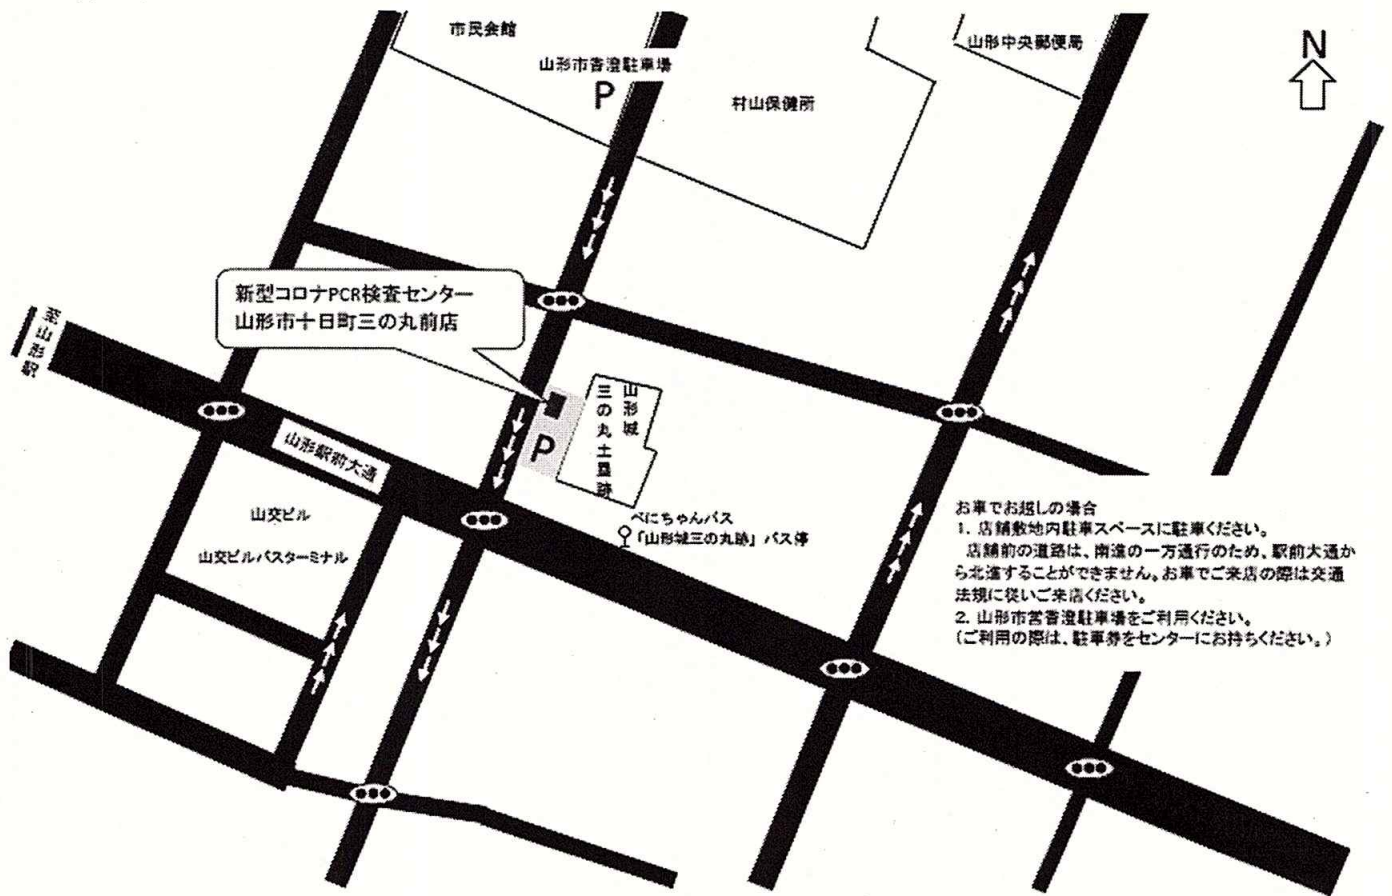 市民会館
山形市香澄駐車場
P
村山保健所
山形中央郵便局
N
新型コロナPCR検査センター
山形市十日町三の丸前店
至山形駅
山形駅前大通
山形城
三の丸土塁跡
P
べにちゃんバス
「山形城三の丸跡」バス停
山交ビル
山交ビルバスターミナル
お車でお越しの場合
1. 店舗敷地内駐車スペースに駐車ください。
店舗前の道路は、南進の一方通行のため、駅前大通か
ら北進することができません。お車でご来店の際は交通
法規に従いご来店ください。
2. 山形市営香澄駐車場をご利用ください。
(ご利用の際は、駐車券をセンターにお持ちください。)